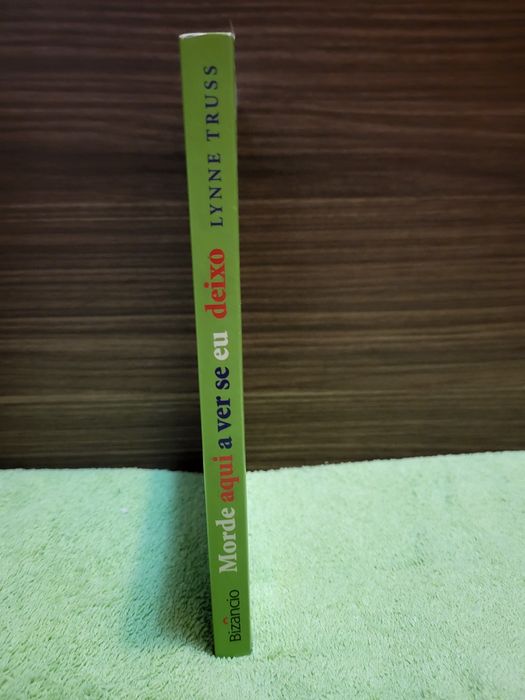 Bizâncio
Morde aqui a ver se eu deixo
LYNNE TRUSS